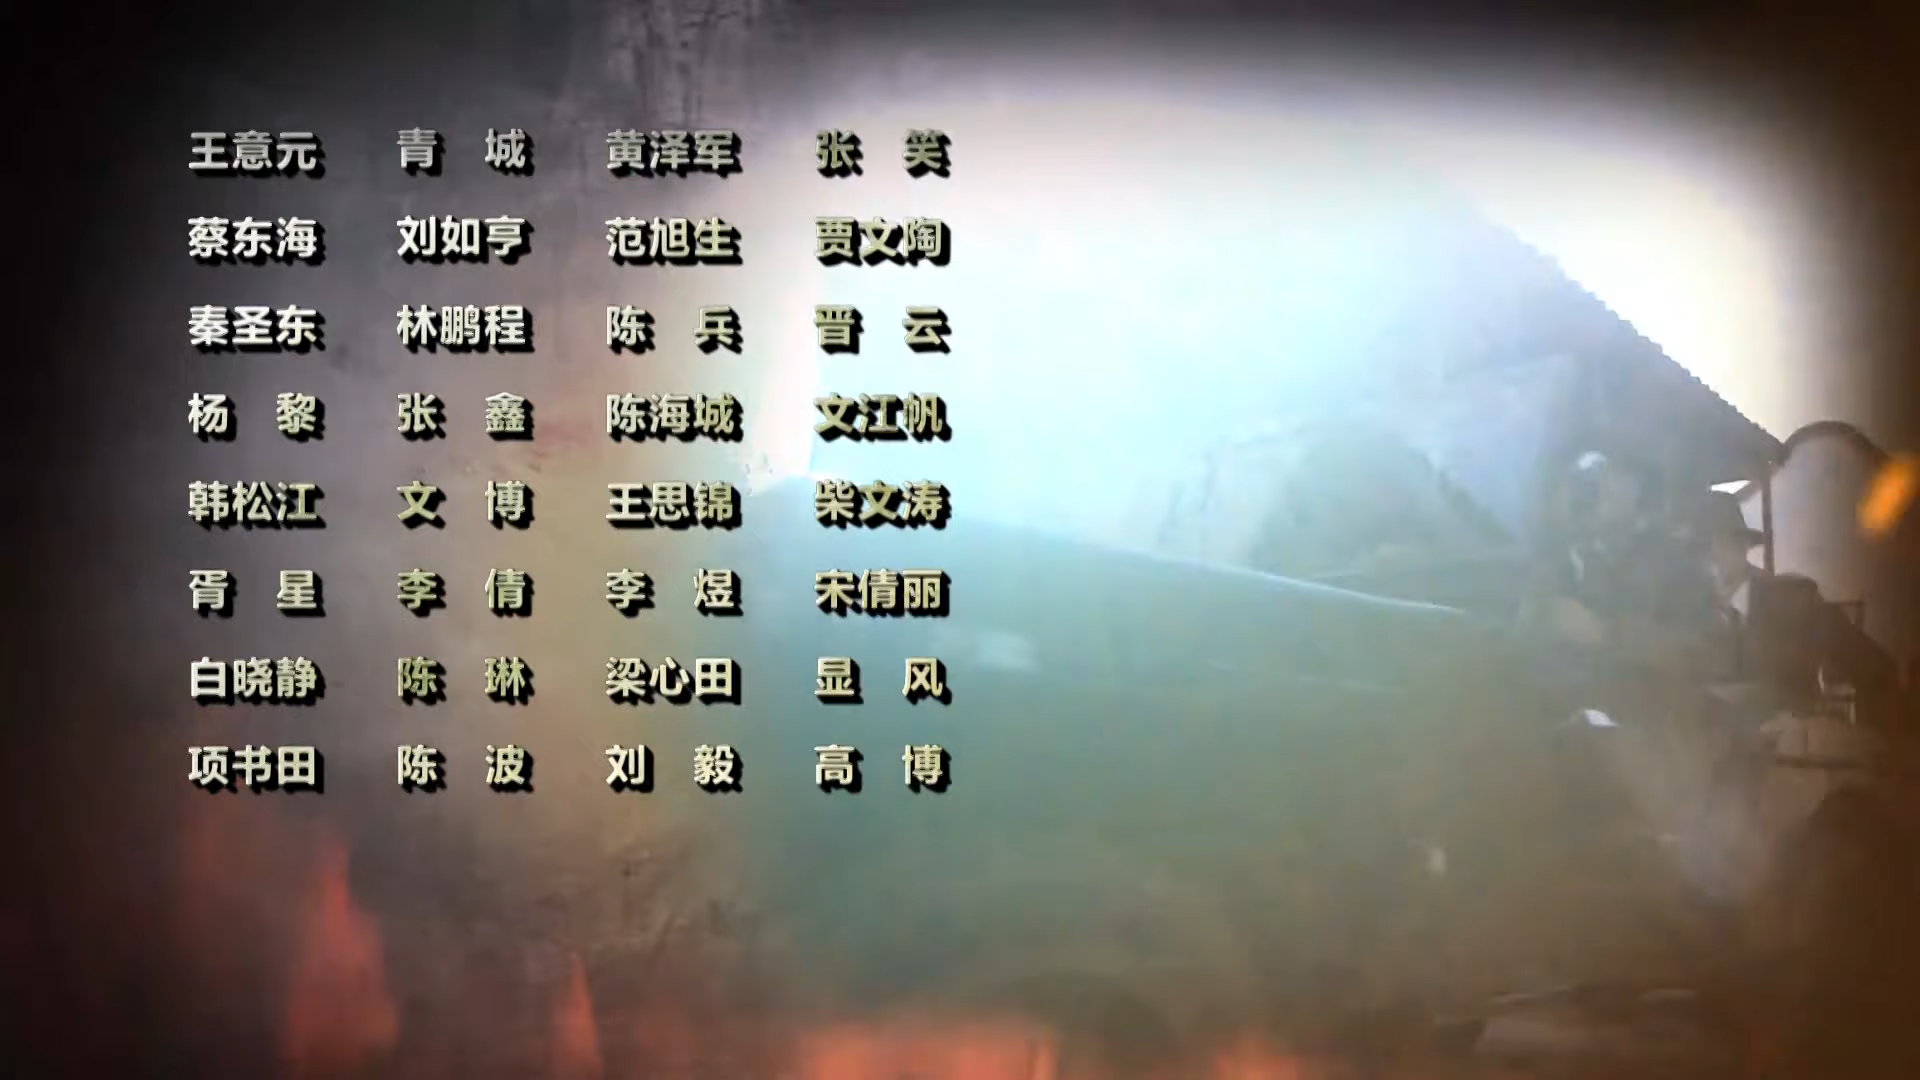 王意元 青 城 黄泽军 张 笑
蔡东海 刘如亨 范旭生 贾文陶
秦圣东 林鹏程 陈 兵 晋 云
杨 黎 张 鑫 陈海城 文江帆
韩松江 文 博 王思锦 柴文涛
胥 星 李 倩 李 煜 宋倩丽
白晓静 陈 琳 梁心田 显 风
项书田 陈 波 刘 毅 高 博